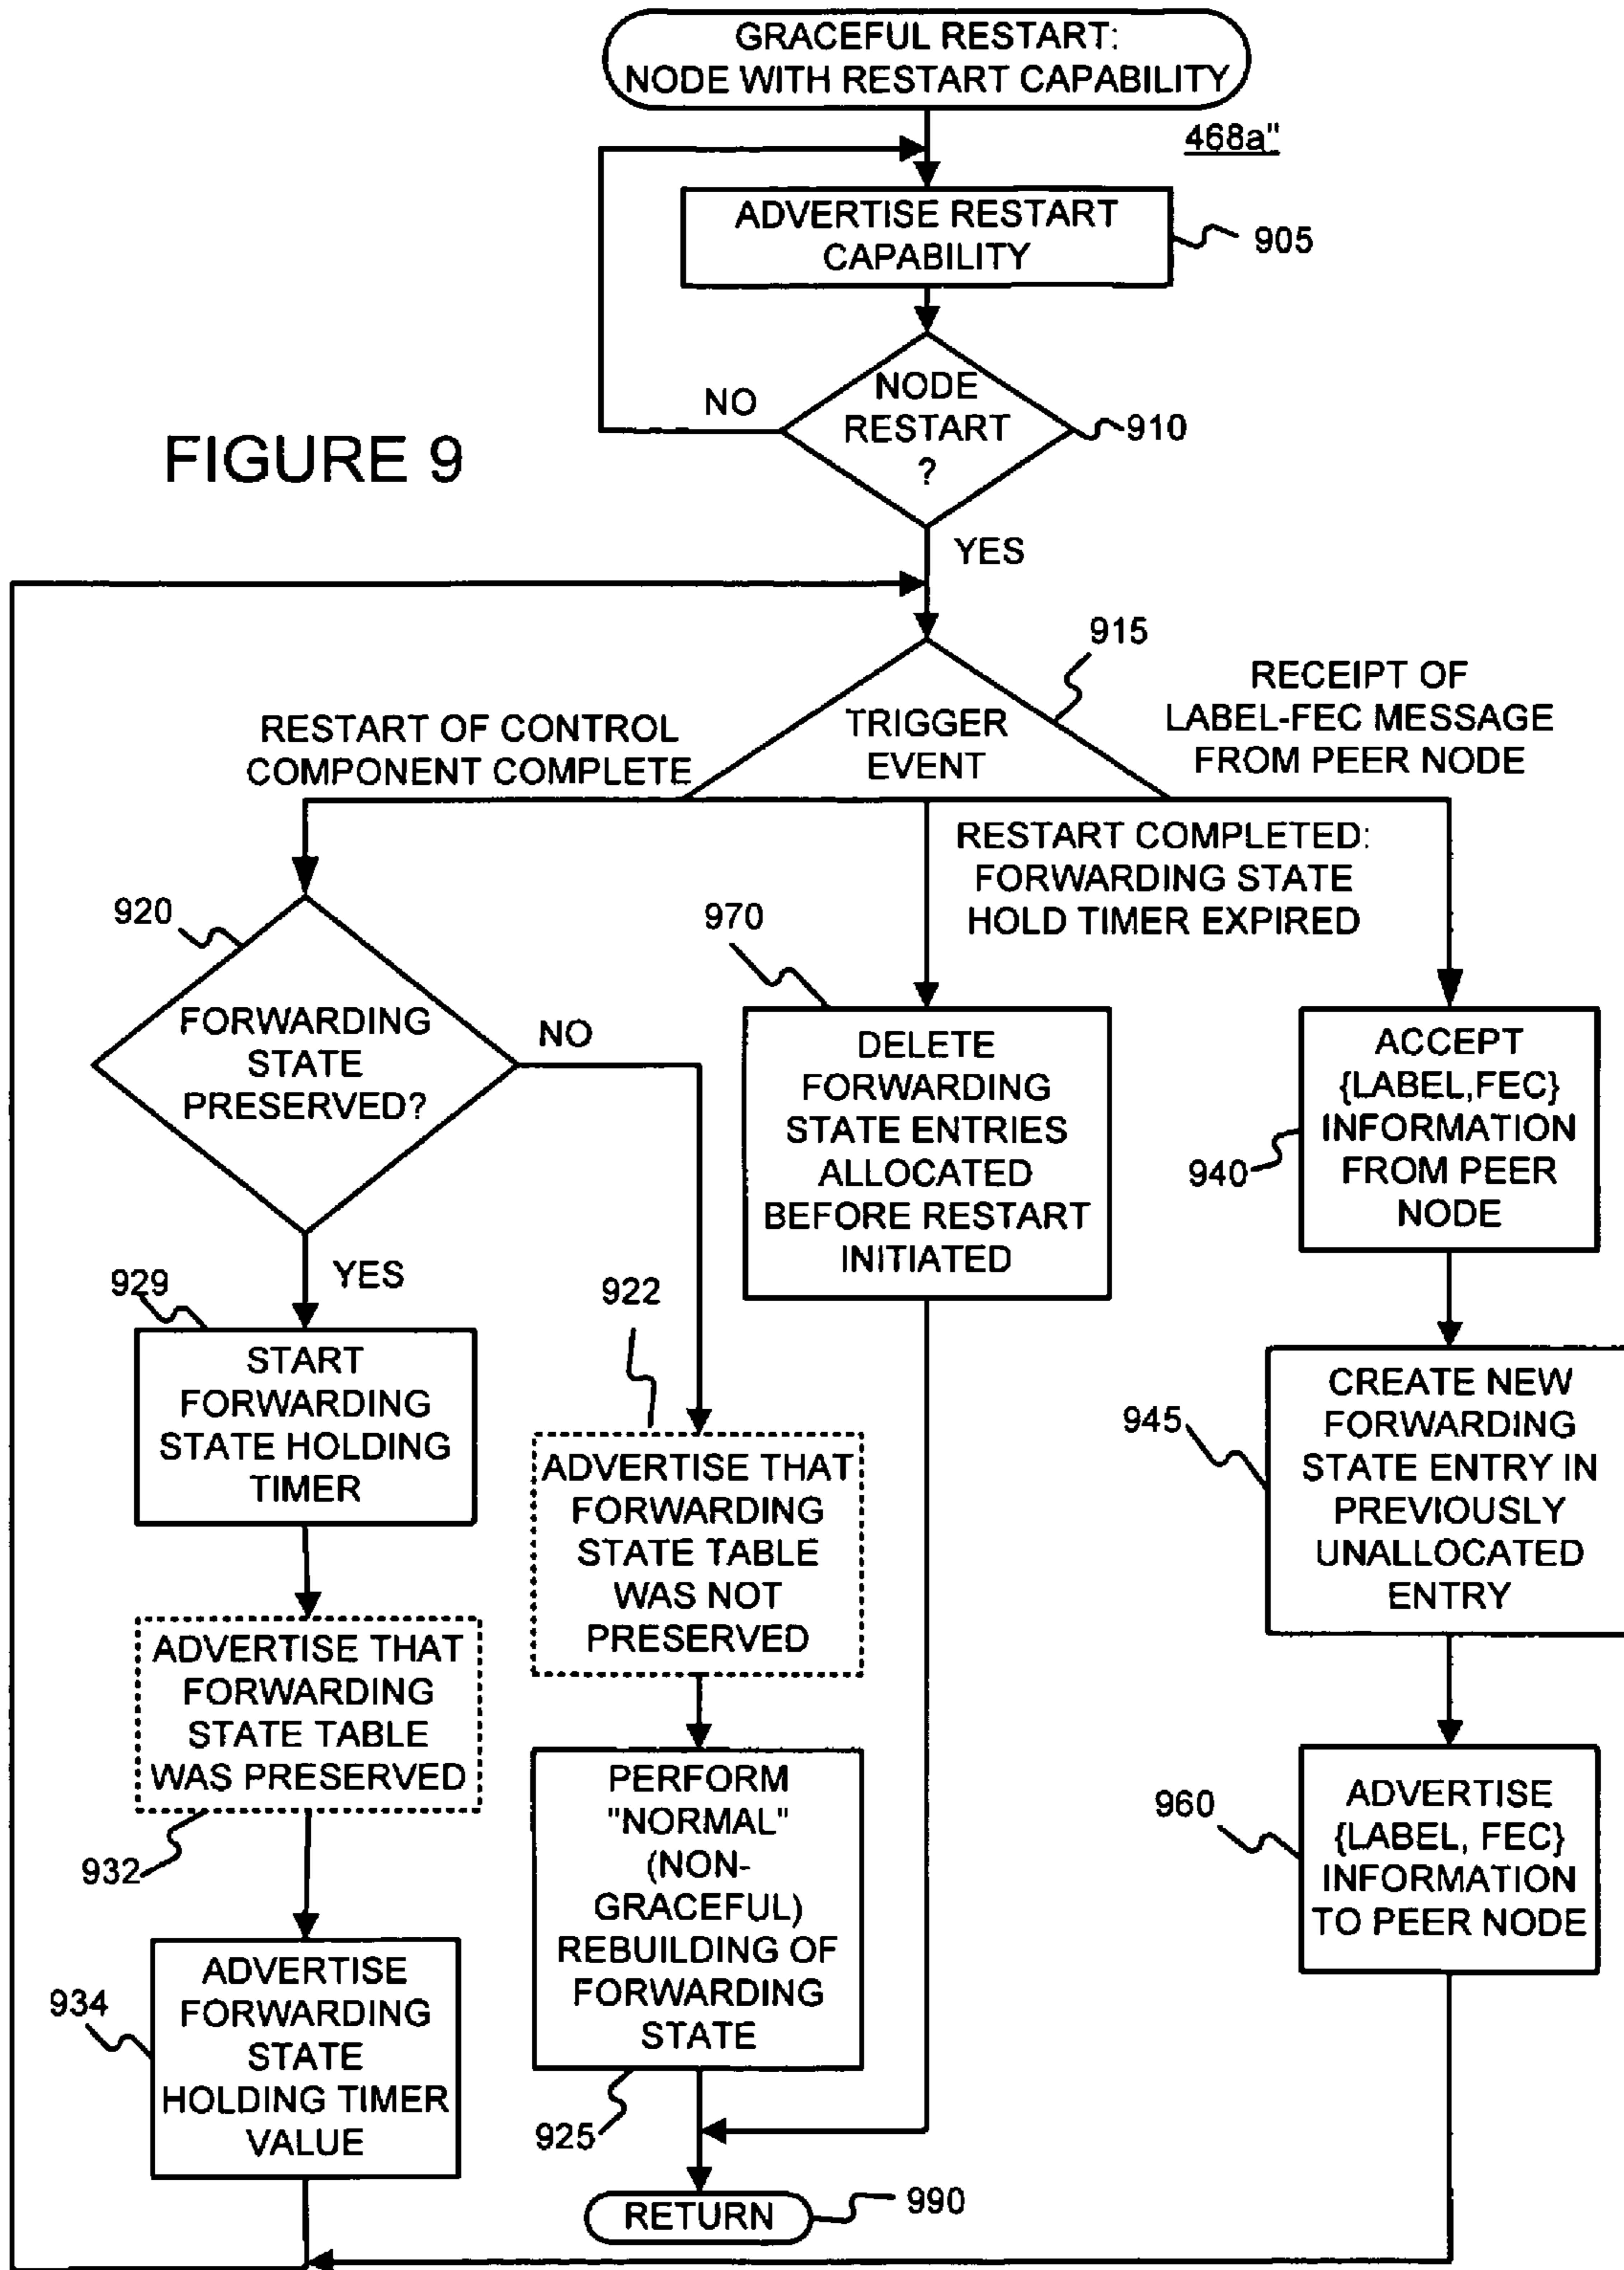 GRACEFUL RESTART:
NODE WITH RESTART CAPABILITY
468a"
ADVERTISE RESTART
CAPABILITY
905
NODE
RESTART
?
NO
910
FIGURE 9
YES
915
TRIGGER
EVENT
RESTART OF CONTROL
COMPONENT COMPLETE
RECEIPT OF
LABEL-FEC MESSAGE
FROM PEER NODE
RESTART COMPLETED:
FORWARDING STATE
HOLD TIMER EXPIRED
920
FORWARDING
STATE
PRESERVED?
NO
YES
929
START
FORWARDING
STATE HOLDING
TIMER
ADVERTISE THAT
FORWARDING
STATE TABLE
WAS PRESERVED
932
934
ADVERTISE
FORWARDING
STATE
HOLDING TIMER
VALUE
922
ADVERTISE THAT
FORWARDING
STATE TABLE
WAS NOT
PRESERVED
PERFORM
"NORMAL"
(NON-
GRACEFUL)
REBUILDING OF
FORWARDING
STATE
925
970
DELETE
FORWARDING
STATE ENTRIES
ALLOCATED
BEFORE RESTART
INITIATED
RETURN
990
940
ACCEPT
{LABEL,FEC}
INFORMATION
FROM PEER
NODE
945
CREATE NEW
FORWARDING
STATE ENTRY IN
PREVIOUSLY
UNALLOCATED
ENTRY
960
ADVERTISE
{LABEL, FEC}
INFORMATION
TO PEER NODE